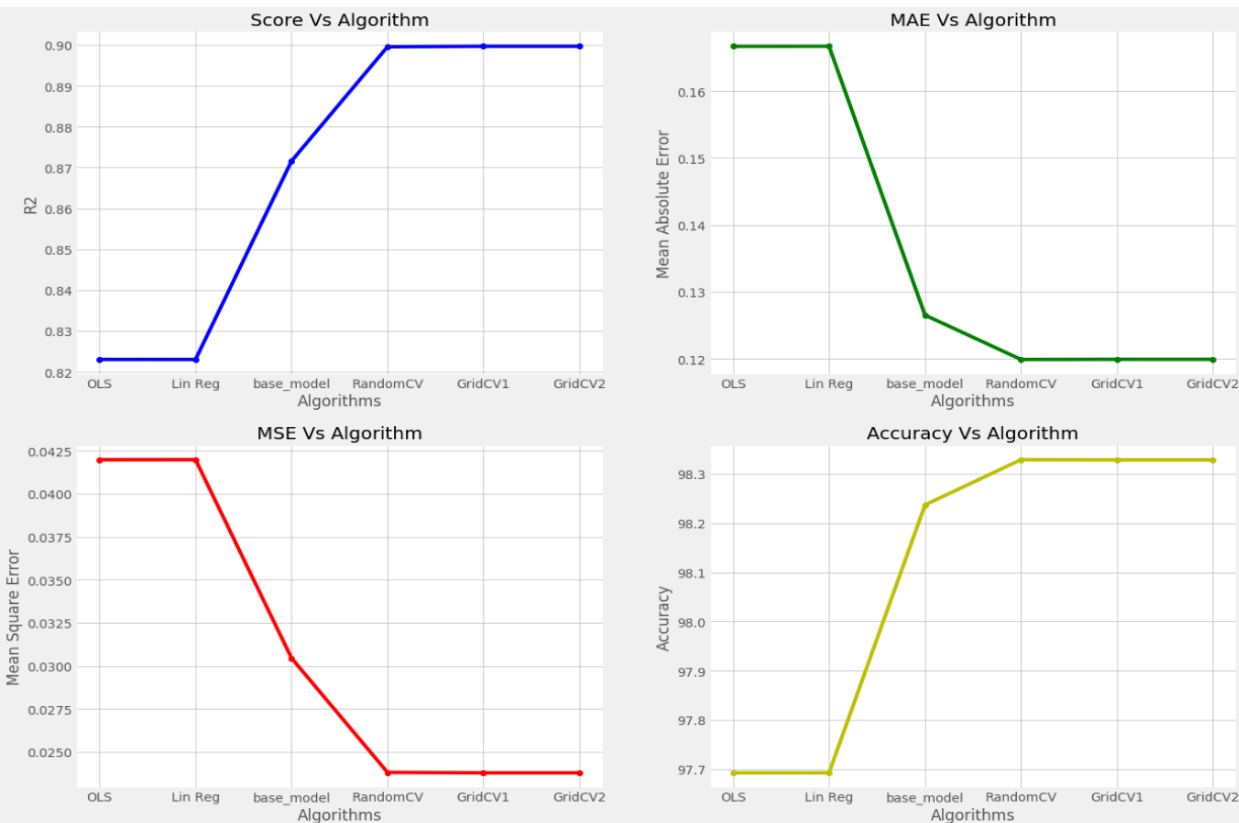 Score Vs Algorithm
R2
0.90
0.89
0.88
0.87
0.86
0.85
0.84
0.83
0.82
OLS Lin Reg base_model RandomCV GridCV1 GridCV2
Algorithms
MAE Vs Algorithm
Mean Absolute Error
0.16
0.15
0.14
0.13
0.12
OLS Lin Reg base_model RandomCV GridCV1 GridCV2
Algorithms
MSE Vs Algorithm
Mean Square Error
0.0425
0.0400
0.0375
0.0350
0.0325
0.0300
0.0275
0.0250
OLS Lin Reg base_model RandomCV GridCV1 GridCV2
Algorithms
Accuracy Vs Algorithm
Accuracy
98.3
98.2
98.1
98.0
97.9
97.8
97.7
OLS Lin Reg base_model RandomCV GridCV1 GridCV2
Algorithms